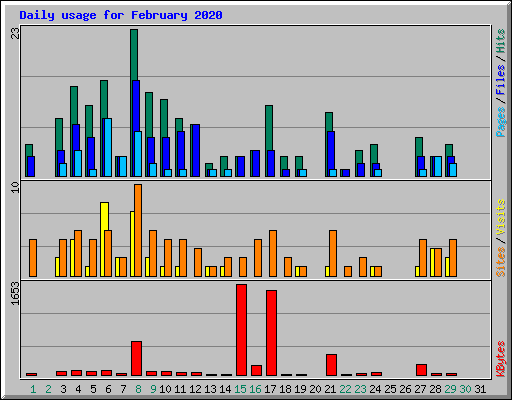 Daily usage for February 2020
23
Pages / Files / Hits
10
Sites / Visits
1653
KBytes
1 2 3 4 5 6 7 8 9 10 11 12 13 14 15 16 17 18 19 20 21 22 23 24 25 26 27 28 29 30 31